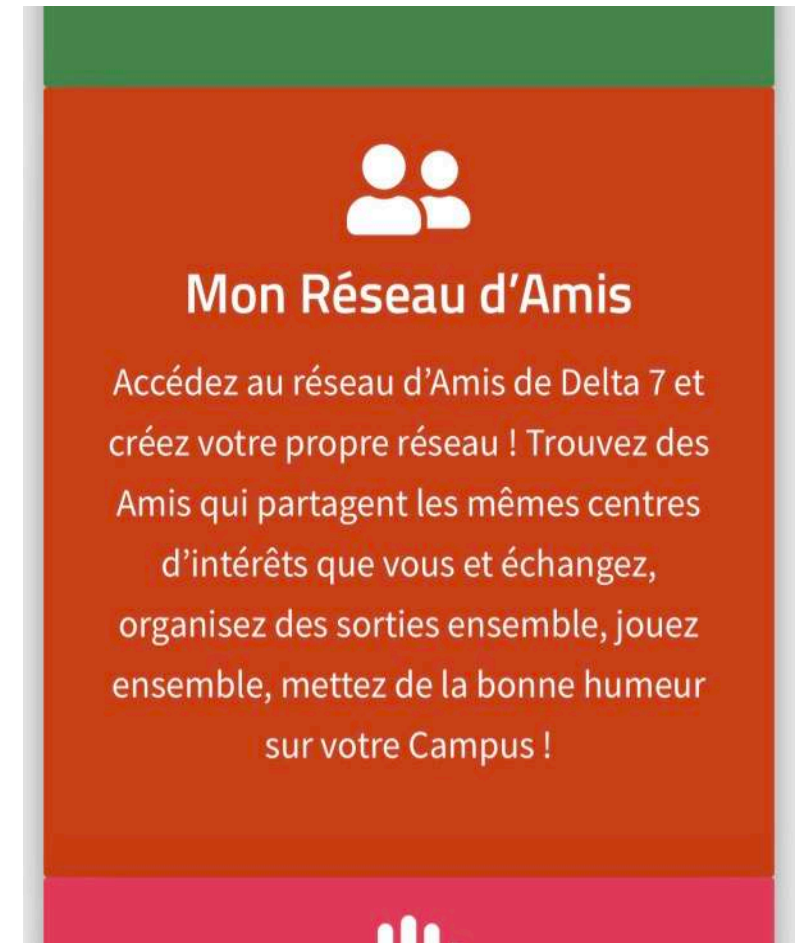 Mon Réseau d’Amis
Accédez au réseau d’Amis de Delta 7 et
créez votre propre réseau ! Trouvez des
Amis qui partagent les mêmes centres
d’intérêts que vous et échangez,
organisez des sorties ensemble, jouez
ensemble, mettez de la bonne humeur
sur votre Campus !